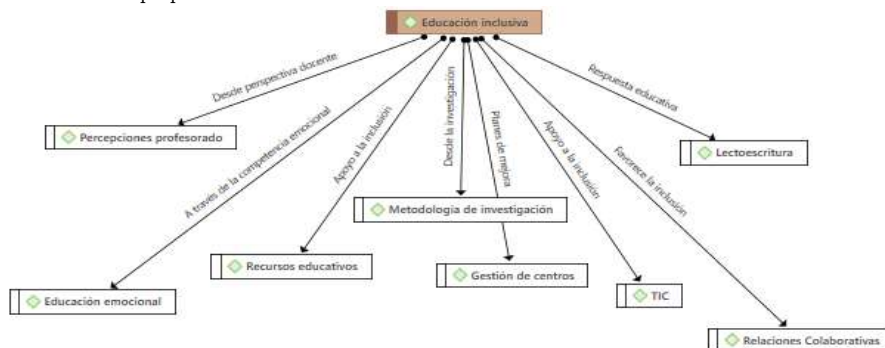 Educación inclusiva
Desde perspectiva docente
A través de la competencia emocional
Apoyo a la inclusión
Desde la investigación
Planes de mejora
Apoyo a la inclusión
Favorece la inclusión
Respuesta educativa
Percepciones profesorado
Lectoescritura
Metodología de investigación
Recursos educativos
Gestión de centros
Educación emocional
TIC
Relaciones Colaborativas